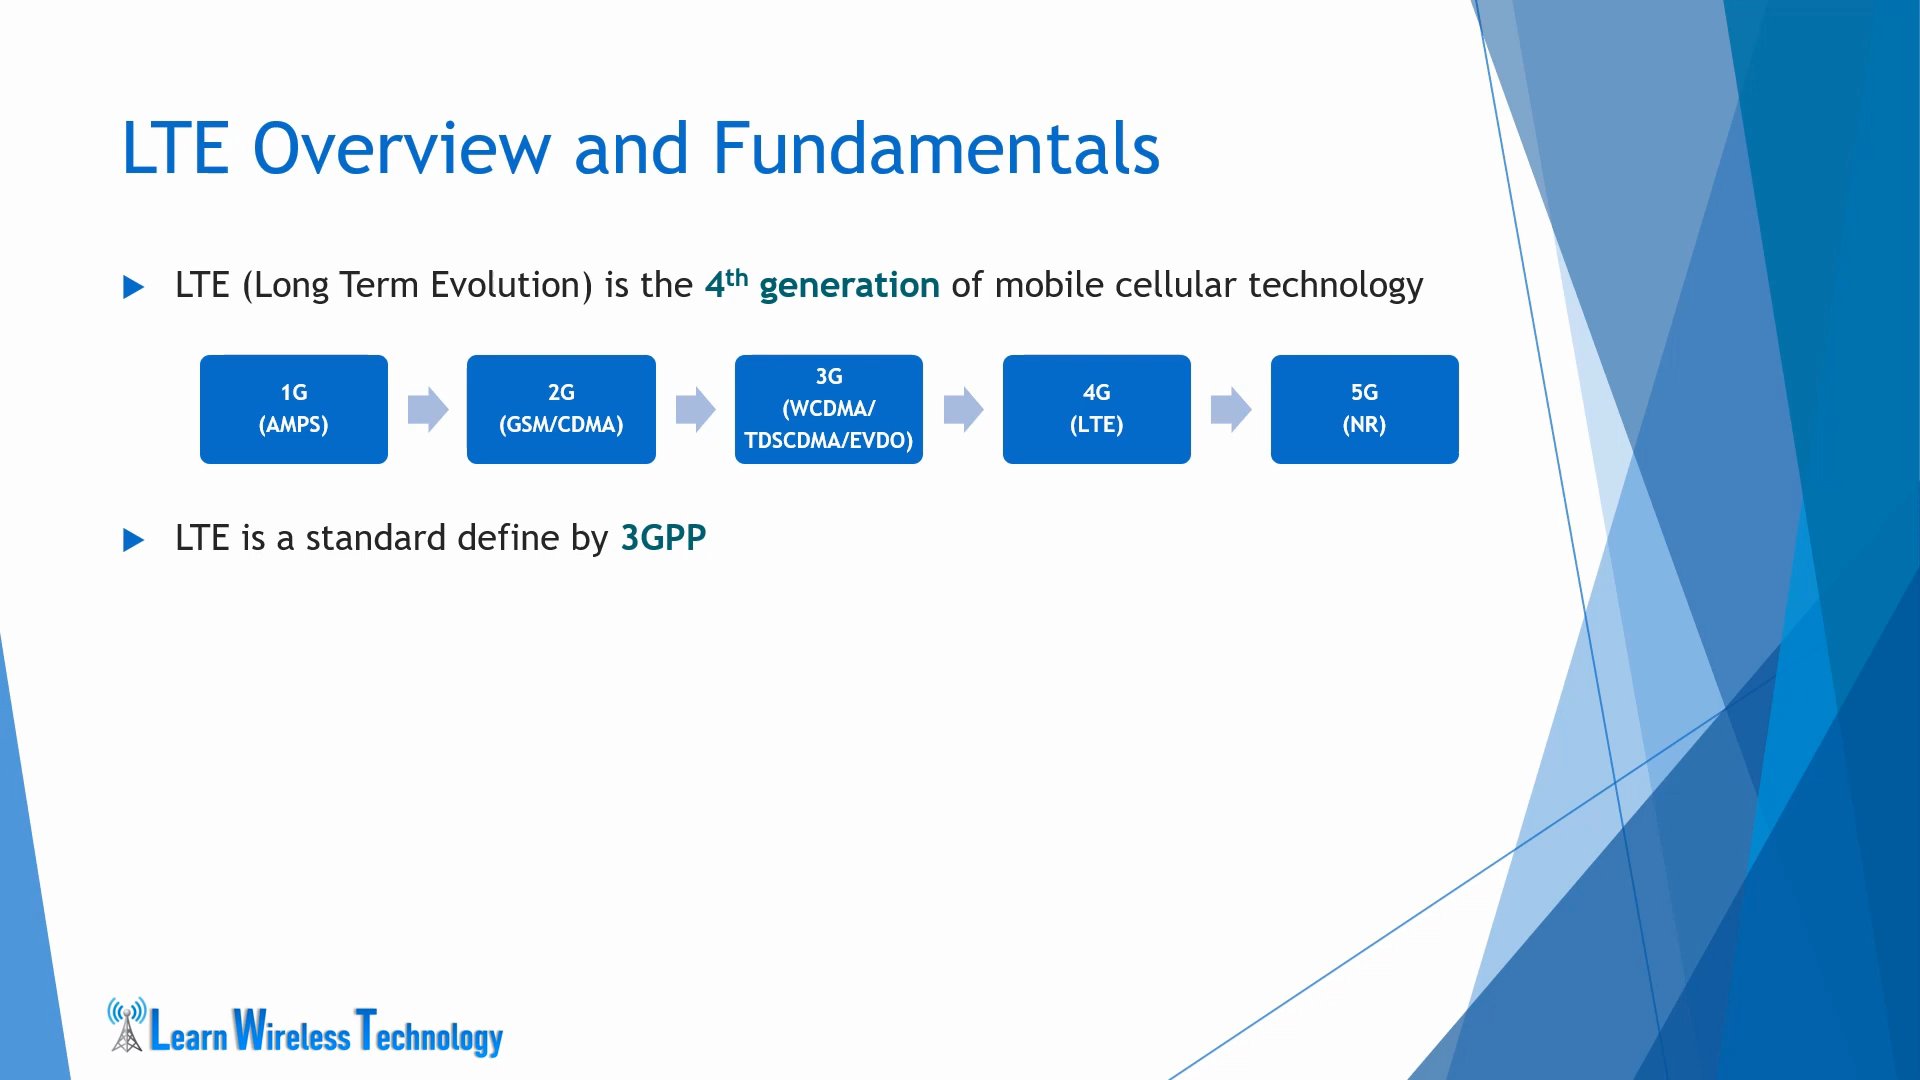 LTE Overview and Fundamentals
LTE (Long Term Evolution) is the 4th generation of mobile cellular technology
1G
(AMPS)
2G
(GSM/CDMA)
3G
(WCDMA/
TDSCDMA/EVDO)
4G
(LTE)
5G
(NR)
LTE is a standard define by 3GPP
Learn Wireless Technology